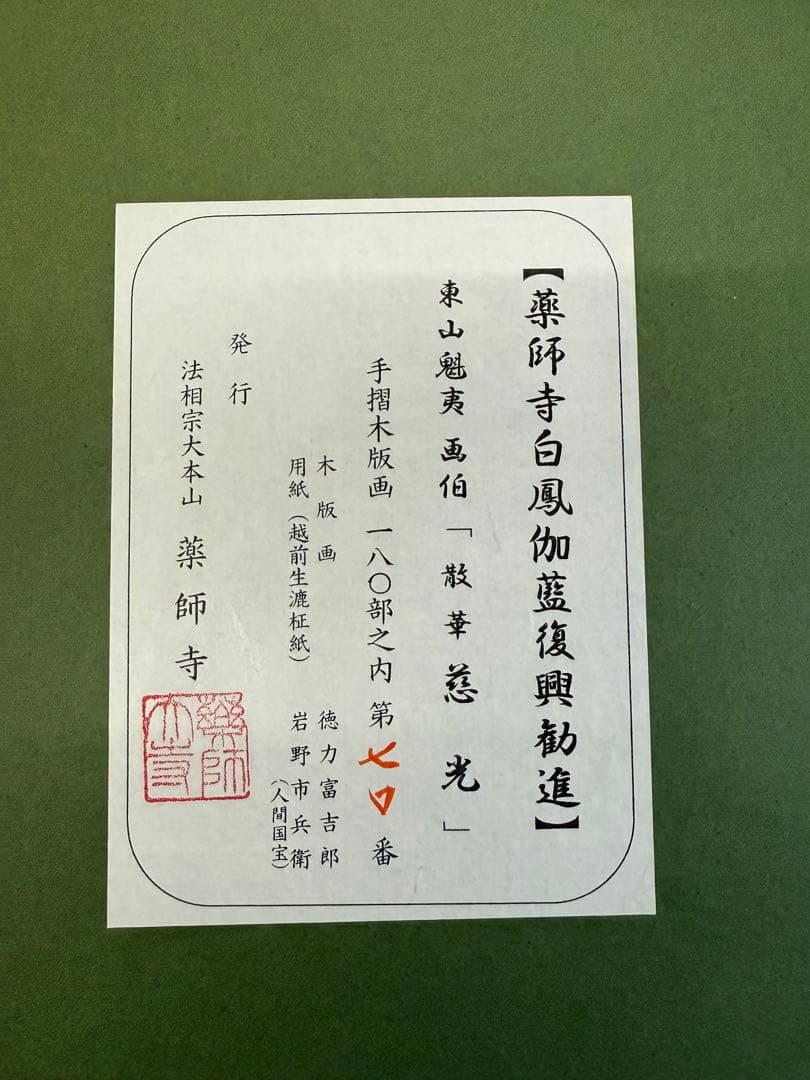 【薬師寺白鳳伽藍復興勧進】
東山魁夷画伯「散華慈光」
手摺木版画 一八〇部之内 第七〇番
木版画 徳力富吉郎
用紙（越前生漉柾紙） 岩野市兵衛
（人間国宝）
発行
法相宗大本山 薬師寺